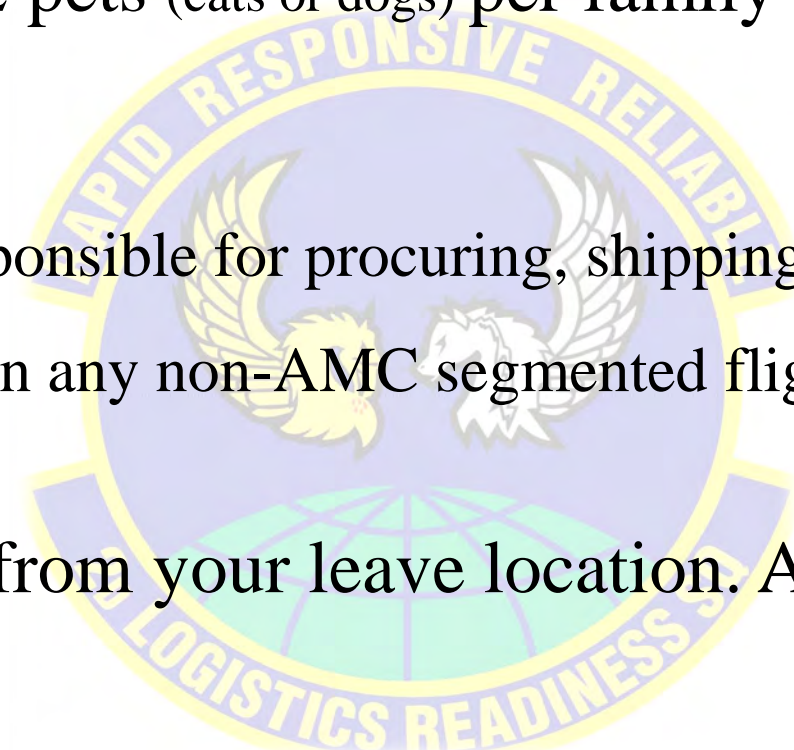 pets (cats or dogs) per family
RAPID RESPONSIVE RELIABLE
ponsible for procuring, shipping
n any non-AMC segmented flig
from your leave location. A
LOGISTICS READINESS